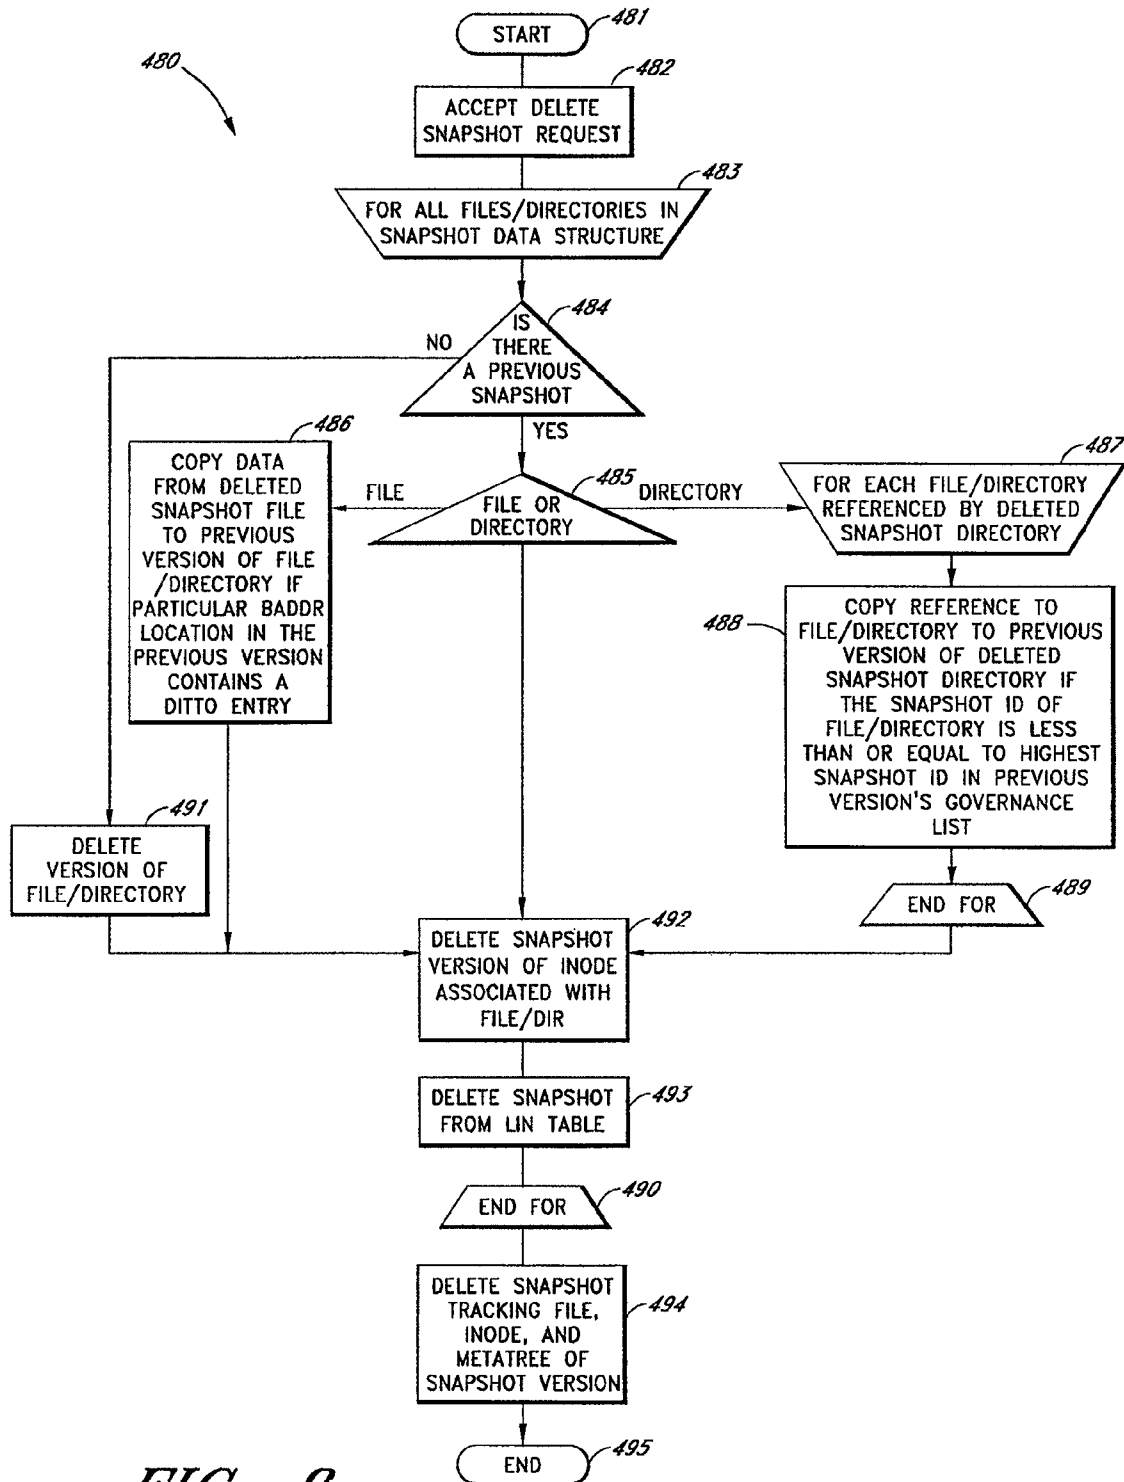 481
START
480
482
ACCEPT DELETE
SNAPSHOT REQUEST
483
FOR ALL FILES/DIRECTORIES IN
SNAPSHOT DATA STRUCTURE
484
IS
THERE
A PREVIOUS
SNAPSHOT
NO
YES
486
COPY DATA
FROM DELETED
SNAPSHOT FILE
TO PREVIOUS
VERSION OF FILE
/DIRECTORY IF
PARTICULAR BADDR
LOCATION IN THE
PREVIOUS VERSION
CONTAINS A
DITTO ENTRY
FILE
485
FILE OR
DIRECTORY
DIRECTORY
487
FOR EACH FILE/DIRECTORY
REFERENCED BY DELETED
SNAPSHOT DIRECTORY
488
COPY REFERENCE TO
FILE/DIRECTORY TO PREVIOUS
VERSION OF DELETED
SNAPSHOT DIRECTORY IF
THE SNAPSHOT ID OF
FILE/DIRECTORY IS LESS
THAN OR EQUAL TO HIGHEST
SNAPSHOT ID IN PREVIOUS
VERSION'S GOVERNANCE
LIST
491
DELETE
VERSION OF
FILE/DIRECTORY
489
END FOR
492
DELETE SNAPSHOT
VERSION OF INODE
ASSOCIATED WITH
FILE/DIR
493
DELETE SNAPSHOT
FROM LIN TABLE
490
END FOR
494
DELETE SNAPSHOT
TRACKING FILE,
INODE, AND
METATREE OF
SNAPSHOT VERSION
495
END